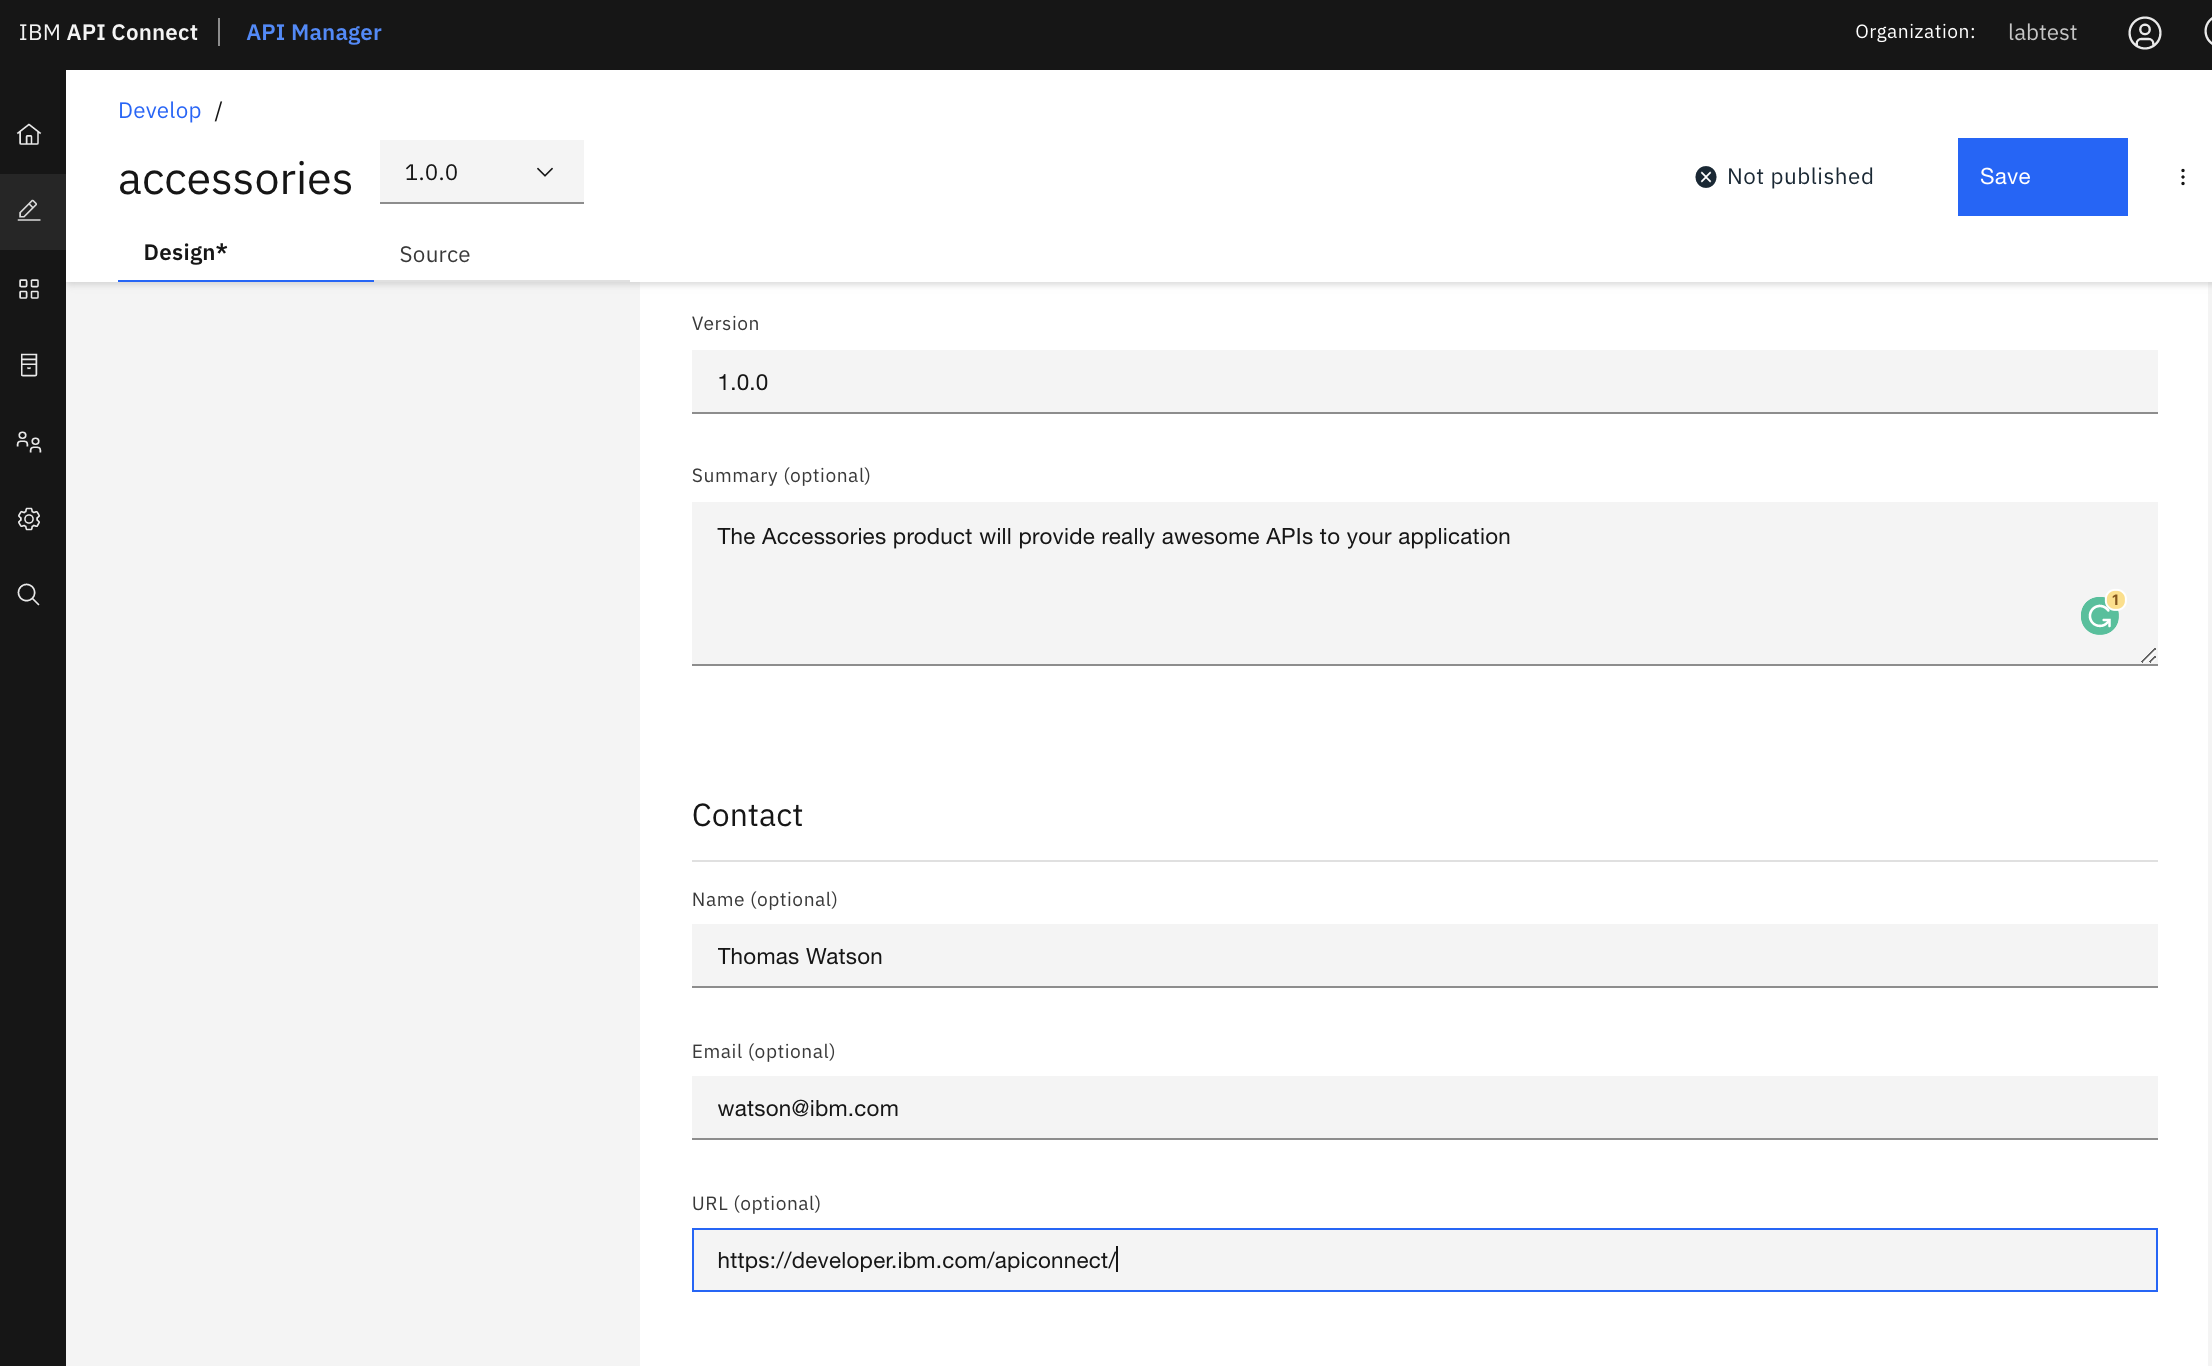 IBM API Connect | API Manager
Organization: labtest
Develop /
accessories
1.0.0
Not published
Save
Design*
Source
Version
1.0.0
Summary (optional)
The Accessories product will provide really awesome APIs to your application
1
Contact
Name (optional)
Thomas Watson
Email (optional)
watson@ibm.com
URL (optional)
https://developer.ibm.com/apiconnect/